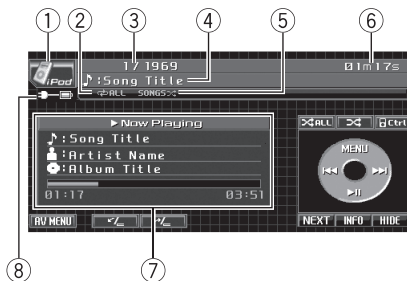 ① ② ③ ④ ⑤ ⑥
iPod
1/ 1969
01m17s
:Song Title
ALL SONGS
Now Playing
:Song Title
:Artist Name
:Album Title
01:17 03:51
ALL Ctrl
MENU
AV MENU
NEXT INFO HIDE
⑧ ⑦